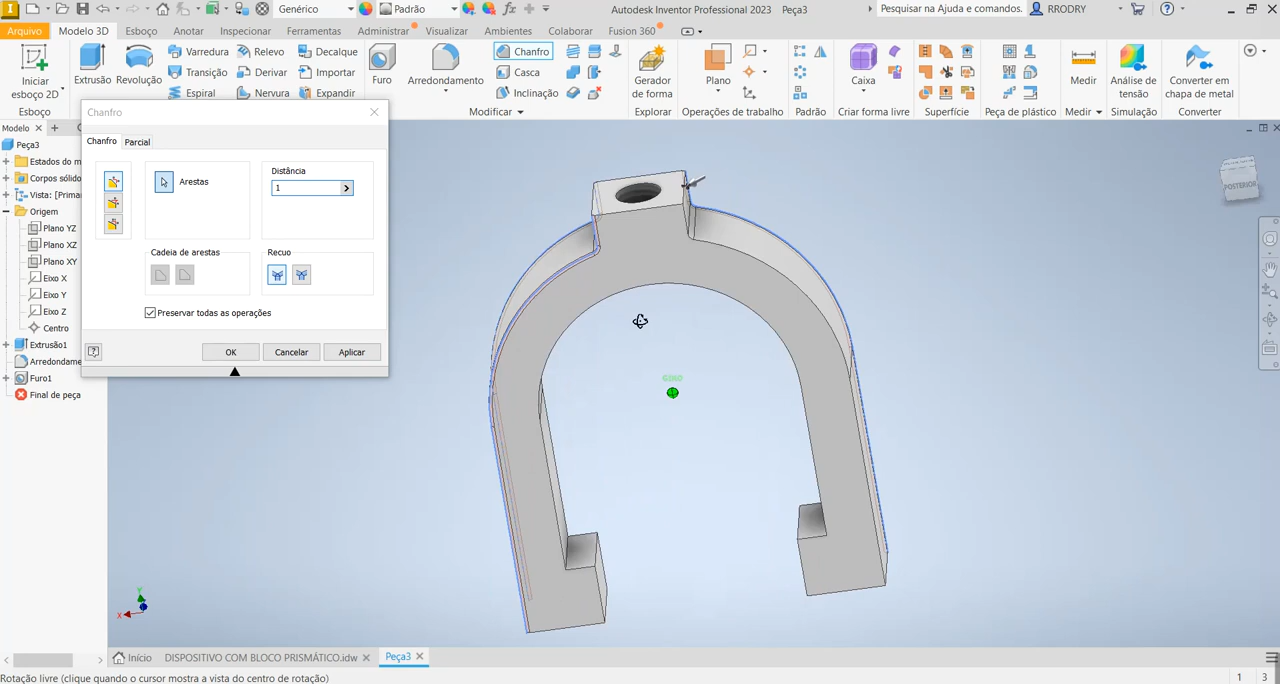 Genérico
Padrão
Autodesk Inventor Professional 2023 Peça3
Pesquisar na Ajuda e comandos.
RRODRY
Arquivo Modelo 3D Esboço Anotar Inspecionar Ferramentas Administrar Visualizar Ambientes Colaborar Fusion 360
Iniciar
esboço 2D
Extrusão
Revolução
Varredura
Relevo
Decalque
Transição
Derivar
Importar
Espiral
Nervura
Expandir
Furo
Arredondamento
Chanfro
Casca
Inclinação
Gerador
de forma
Plano
Caixa
Medir
Análise de
tensão
Converter em
chapa de metal
Esboço
Modificar
Explorar
Operações de trabalho
Padrão
Criar forma livre
Superfície
Peça de plástico
Medir
Simulação
Converter
Modelo
Peça3
Estados do m
Corpos sólido
Vista: [Primar
Origem
Plano YZ
Plano XZ
Plano XY
Eixo X
Eixo Y
Eixo Z
Centro
Extrusão1
Arredondame
Furo1
Final de peça
Chanfro
Chanfro Parcial
Arestas
Distância
1
Cadeia de arestas
Recuo
Preservar todas as operações
OK
Cancelar
Aplicar
POSTERIOR
Y
X
Início
DISPOSITIVO COM BLOCO PRISMÁTICO.idw
Peça3
Rotação livre (clique quando o cursor mostra a vista do centro de rotação)
1 3